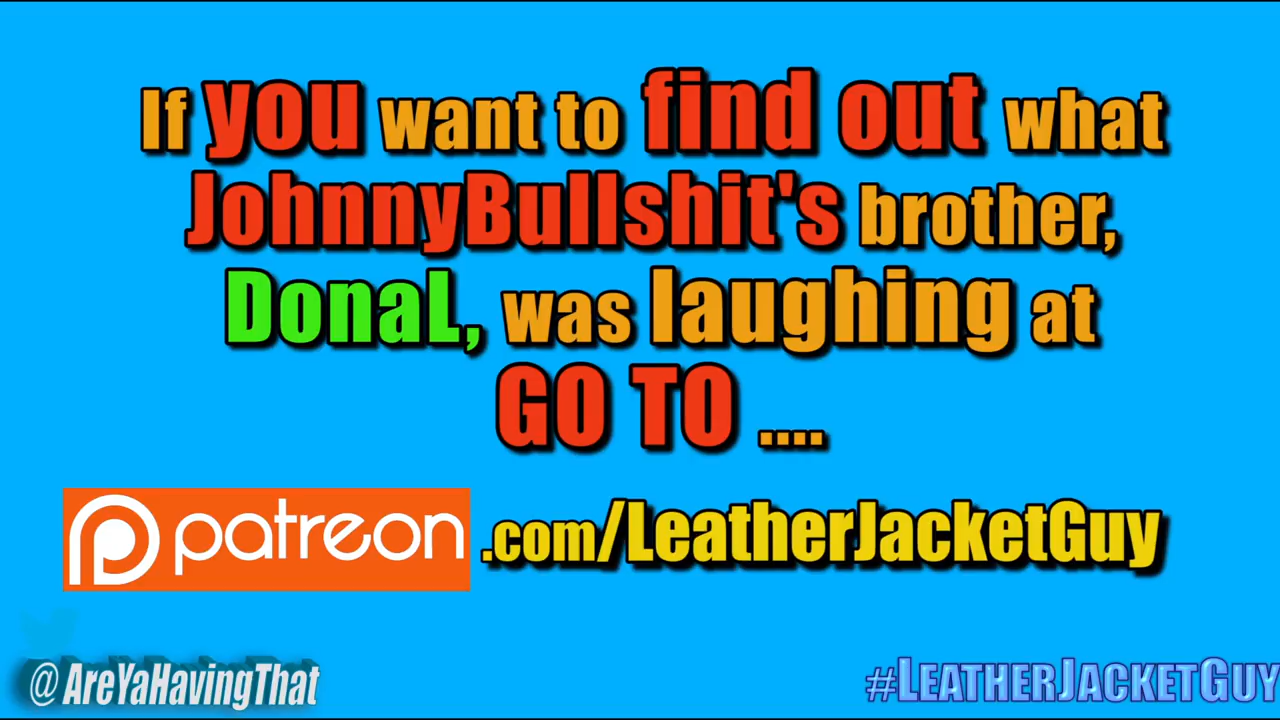 If you want to find out what
JohnnyBullshit's brother,
DonaL, was laughing at
GO TO ....
patreon .com/LeatherJacketGuy
@AreYaHavingThat
#LEATHERJACKETGUY